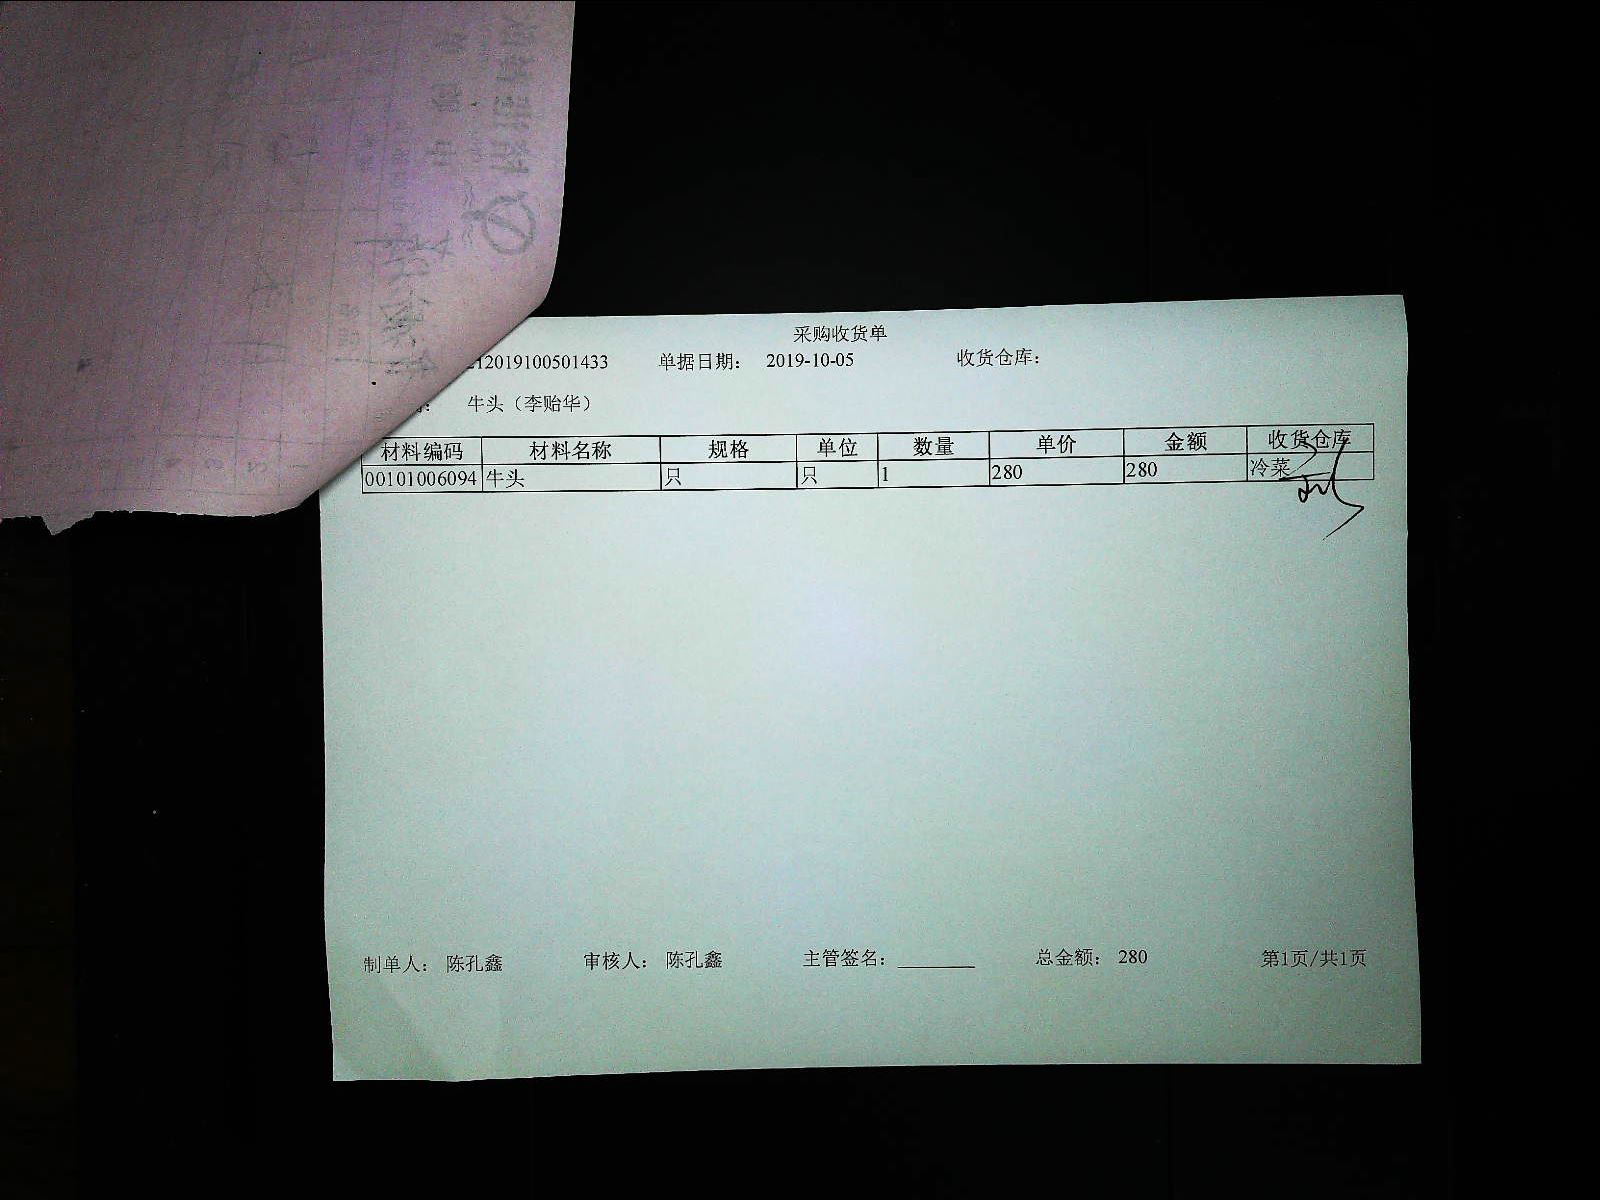 采购收货单
12019100501433 单据日期: 2019-10-05 收货仓库:
牛头（李贻华）
材料编码 材料名称 规格 单位 数量 单价 金额 收货仓库
00101006094 牛头 只 只 1 280 280 冷菜
制单人: 陈孔鑫 审核人: 陈孔鑫 主管签名: 总金额: 280 第1页/共1页